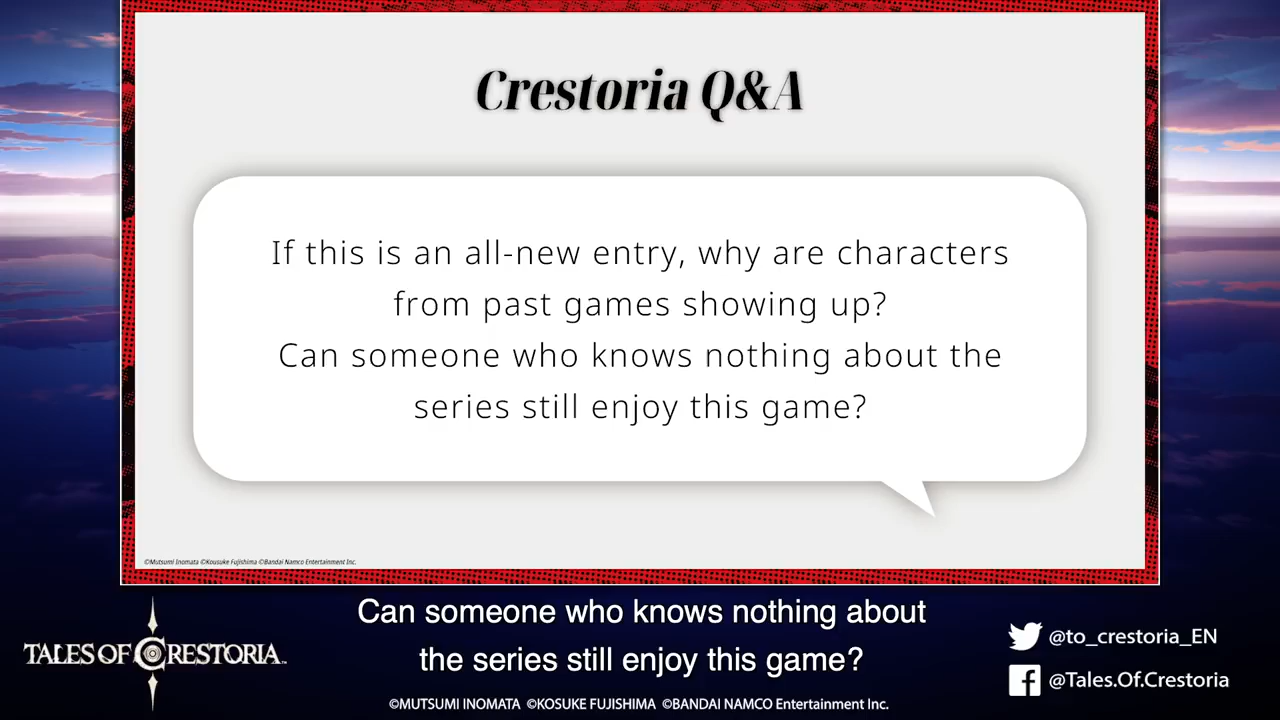 Crestoria Q&A
If this is an all-new entry, why are characters
from past games showing up?
Can someone who knows nothing about the
series still enjoy this game?
©Mutsumi Inomata ©Kousuke Fujishima ©Bandai Namco Entertainment Inc.
Can someone who knows nothing about
the series still enjoy this game?
TALES OF CRESTORIA™
@to_crestoria_EN
@Tales.Of.Crestoria
©MUTSUMI INOMATA ©KOSUKE FUJISHIMA ©BANDAI NAMCO Entertainment Inc.